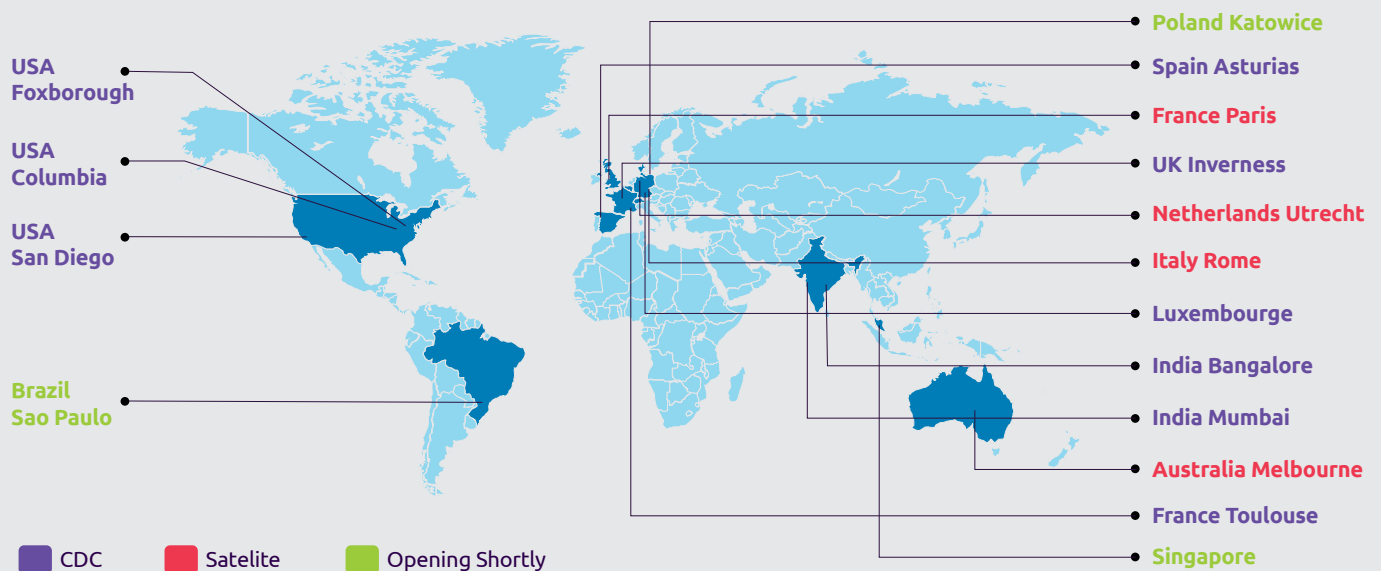 USA
Foxborough
USA
Columbia
USA
San Diego
Brazil
Sao Paulo
Poland Katowice
Spain Asturias
France Paris
UK Inverness
Netherlands Utrecht
Italy Rome
Luxembourge
India Bangalore
India Mumbai
Australia Melbourne
France Toulouse
Singapore
CDC
Satelite
Opening Shortly